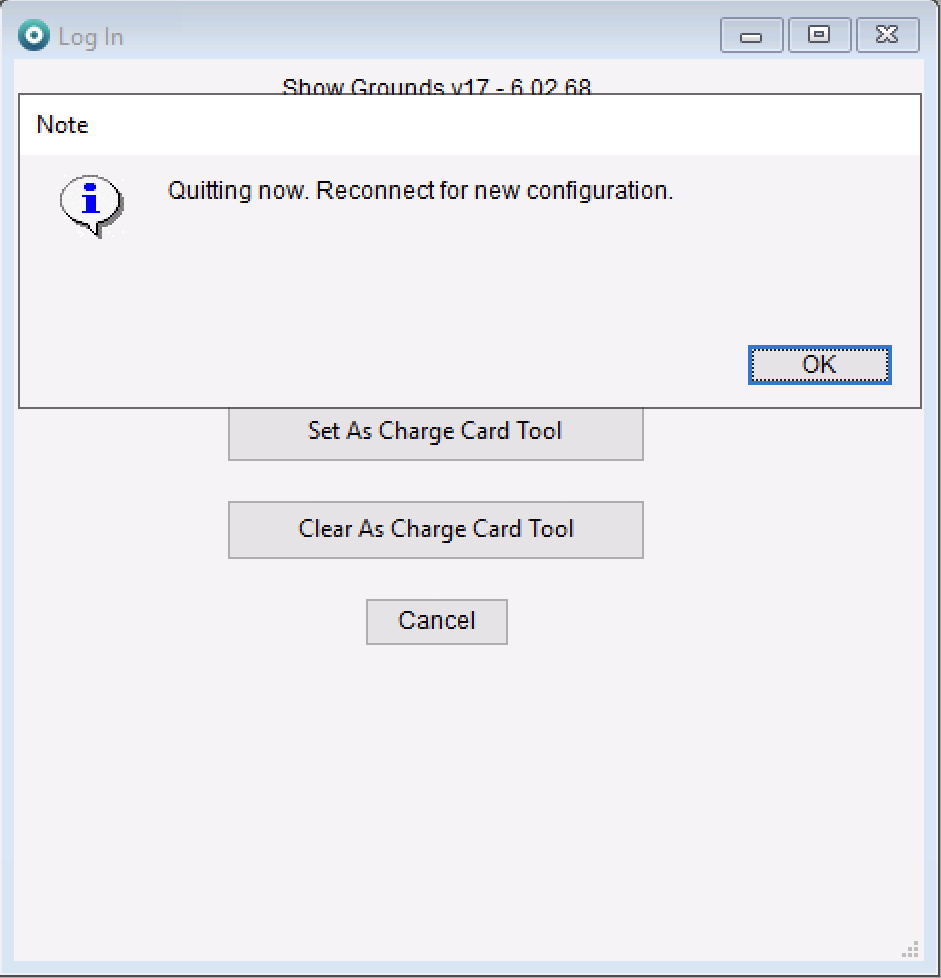 Log In
Show Grounds v17 - 6.02.68
Note
Quitting now. Reconnect for new configuration.
OK
Set As Charge Card Tool
Clear As Charge Card Tool
Cancel